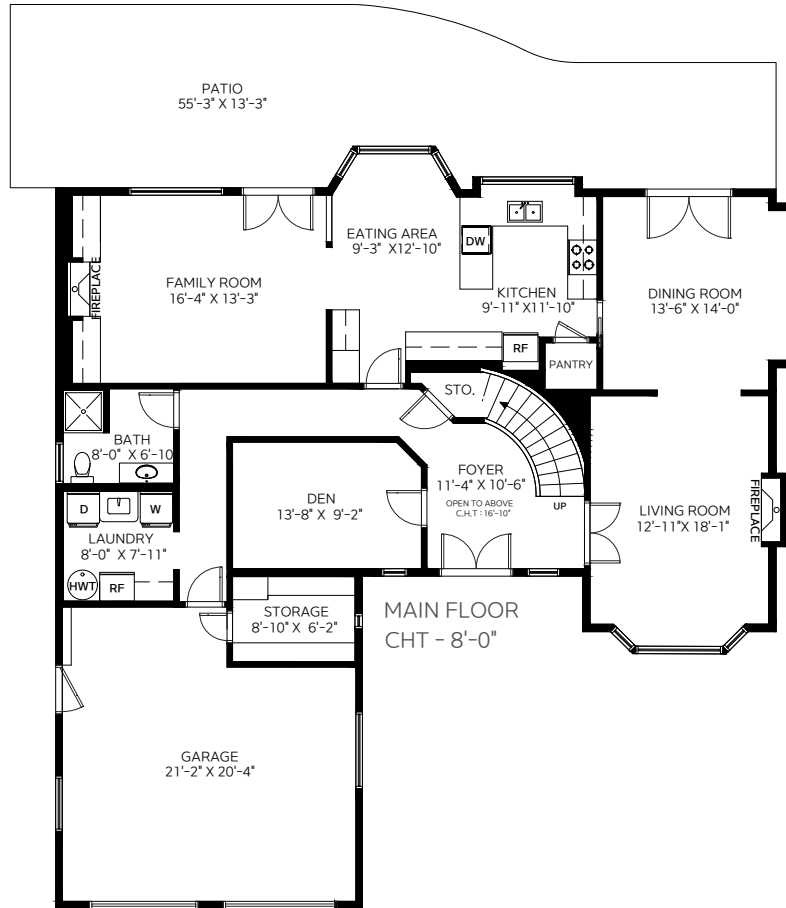 PATIO
55'-3" X 13'-3"
EATING AREA
9'-3" X12'-10"
DW
FAMILY ROOM
16'-4" X 13'-3"
FIREPLACE
KITCHEN
9'-11" X11'-10"
DINING ROOM
13'-6" X 14'-0"
RF
PANTRY
STO.
BATH
8'-0" X 6'-10
FOYER
11'-4" X 10'-6"
OPEN TO ABOVE
C.H.T : 16'-10"
UP
DEN
13'-8" X 9'-2"
LIVING ROOM
12'-11"X 18'-1"
FIREPLACE
D
W
LAUNDRY
8'-0" X 7'-11"
HWT
RF
STORAGE
8'-10" X 6'-2"
MAIN FLOOR
CHT - 8'-0"
GARAGE
21'-2" X 20'-4"